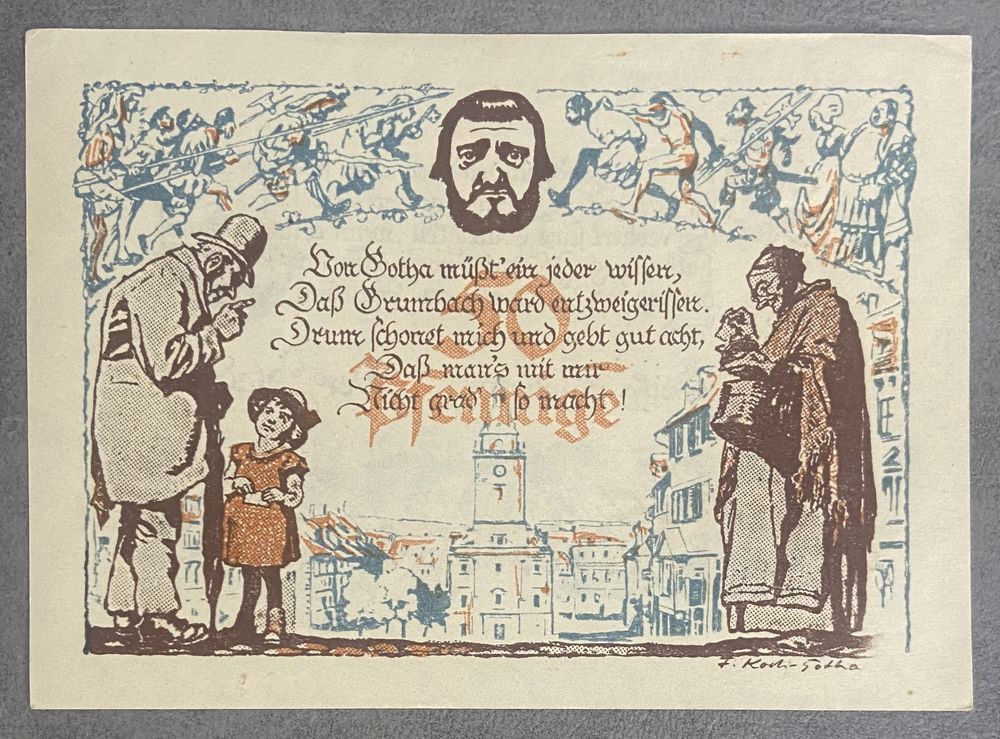 Von Gotha müßt' ein jeder wissen,
Daß Grumbach ward entzweigerissen.
Drum schonet mich und gebt gut acht,
Daß man's mit mir
Nicht grad' so macht!
50
Pfennige
F. Koch-Gotha